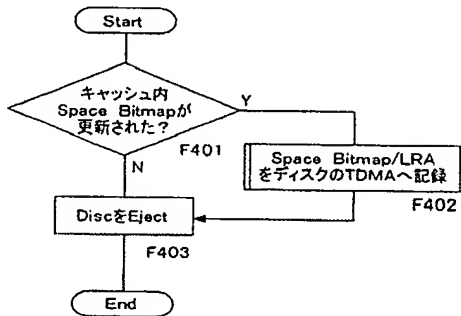 Start
キャッシュ内
Space Bitmapが
更新された?
Y
F401
N
Space Bitmap/LRA
をディスクのTDMAへ記録
F402
DiscをEject
F403
End